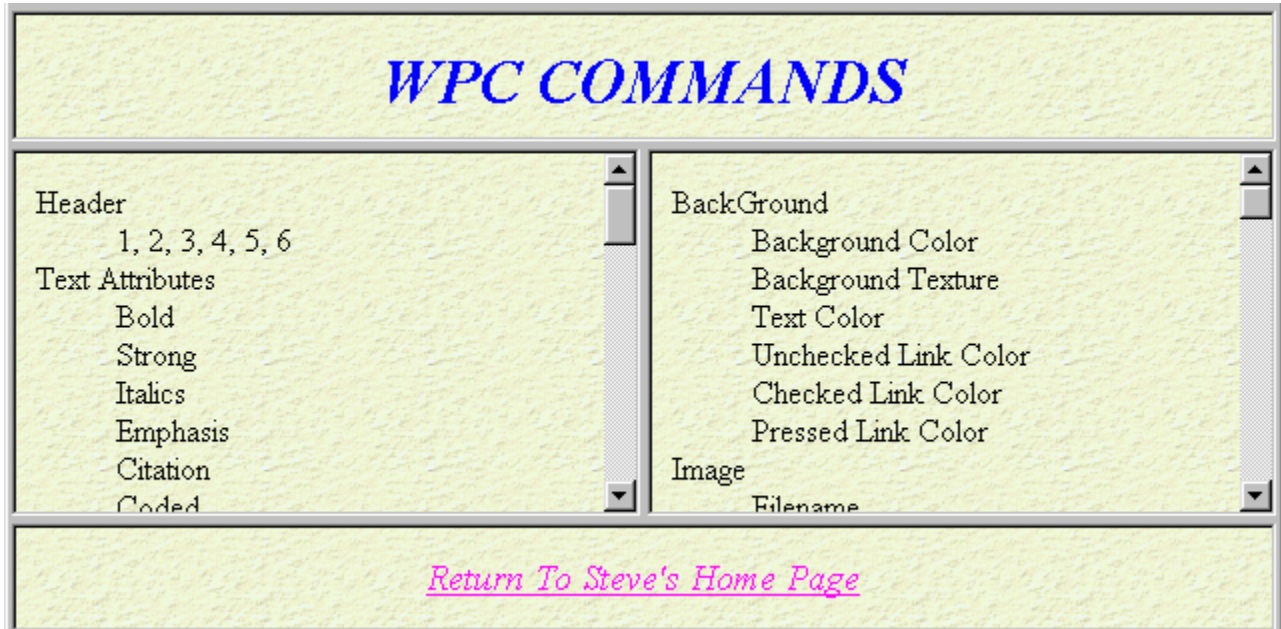 WPC COMMANDS
Header
1, 2, 3, 4, 5, 6
Text Attributes
Bold
Strong
Italics
Emphasis
Citation
Coded
BackGround
Background Color
Background Texture
Text Color
Unchecked Link Color
Checked Link Color
Pressed Link Color
Image
Filename
Return To Steve's Home Page